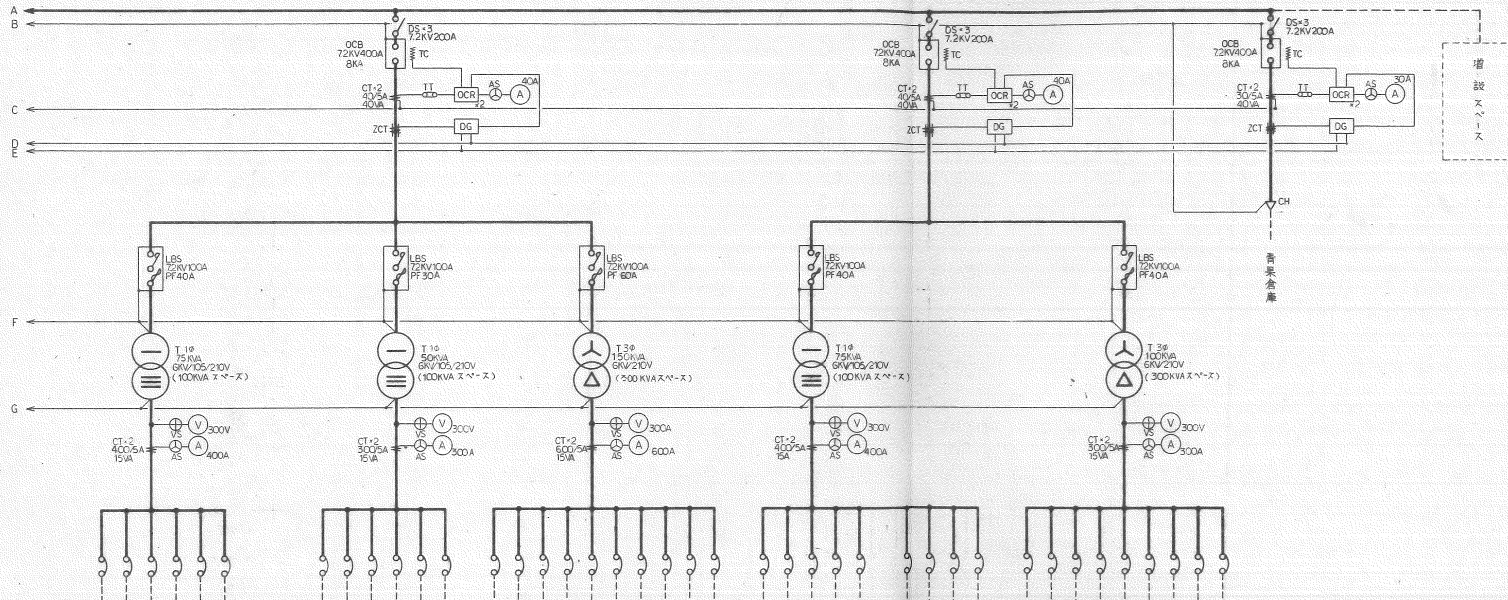 A
B
C
D
E
F
G
DS×3
7.2KV200A
OCB
7.2KV400A
8KA
TC
CT×2
40/5A
40VA
TT
OCR
×2
AS
A
40A
ZCT
DG
DS×3
7.2KV200A
OCB
7.2KV400A
8KA
TC
CT×2
40/5A
40VA
TT
OCR
×2
AS
A
40A
ZCT
DG
DS×3
7.2KV200A
OCB
7.2KV400A
8KA
TC
CT×2
30/5A
40VA
TT
OCR
×2
AS
A
30A
ZCT
DG
増設スペース
CH
青果倉庫
LBS
7.2KV100A
PF40A
LBS
7.2KV100A
PF30A
LBS
7.2KV100A
PF60A
LBS
7.2KV100A
PF40A
LBS
7.2KV100A
PF40A
T 1Φ
75KVA
6KV/105/210V
(100KVAスペース)
T 1Φ
50KVA
6KV/105/210V
(100KVAスペース)
T 3Φ
150KVA
6KV/210V
(300KVAスペース)
T 1Φ
75KVA
6KV/105/210V
(100KVAスペース)
T 3Φ
100KVA
6KV/210V
(300KVAスペース)
V
300V
VS
CT×2
400/5A
15VA
A
AS
400A
V
300V
VS
CT×2
300/5A
15VA
A
AS
300A
V
300A
VS
CT×2
600/5A
15VA
A
AS
600A
V
300V
VS
CT×2
400/5A
15A
A
AS
400A
V
300V
VS
CT×2
300/5A
15VA
A
AS
300A